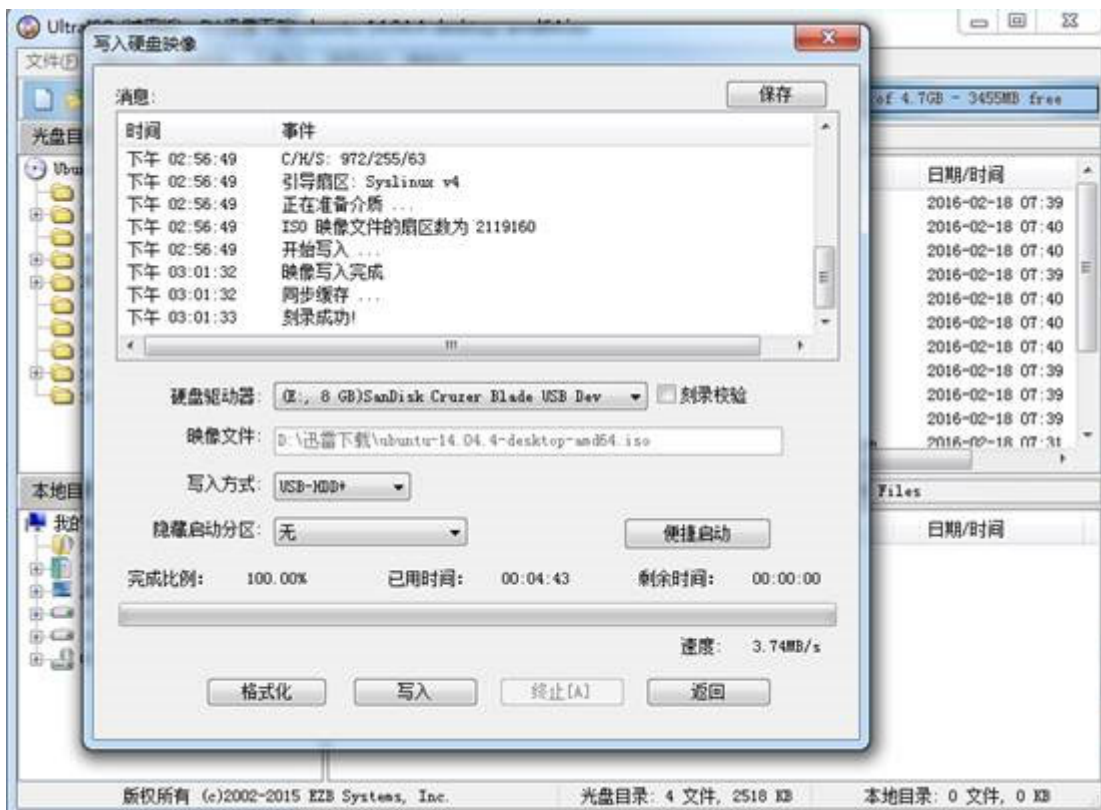 写入硬盘映像
文件(F)
消息:
保存
of 4.7GB - 3455MB free
时间 事件
下午 02:56:49 C/H/S: 972/255/63
下午 02:56:49 引导扇区: Syslinux v4
下午 02:56:49 正在准备介质 ...
下午 02:56:49 ISO 映像文件的扇区数为 2119160
下午 02:56:49 开始写入 ...
下午 03:01:32 映像写入完成
下午 03:01:32 同步缓存 ...
下午 03:01:33 刻录成功!
光盘目
日期/时间
2016-02-18 07:39
2016-02-18 07:40
2016-02-18 07:40
2016-02-18 07:39
2016-02-18 07:40
2016-02-18 07:40
2016-02-18 07:40
2016-02-18 07:39
2016-02-18 07:39
2016-02-18 07:39
2016-02-18 07:31
硬盘驱动器: (E:, 8 GB)SanDisk Cruzer Blade USB Dev 刻录校验
映像文件: D:\迅雷下载\ubuntu-14.04.4-desktop-amd64.iso
写入方式: USB-HDD+
隐藏启动分区: 无 便捷启动
完成比例: 100.00% 已用时间: 00:04:43 剩余时间: 00:00:00
速度: 3.74MB/s
格式化 写入 终止[A] 返回
本地目
Files
我的
日期/时间
版权所有 (c)2002-2015 EZB Systems, Inc. 光盘目录: 4 文件, 2518 KB 本地目录: 0 文件, 0 KB